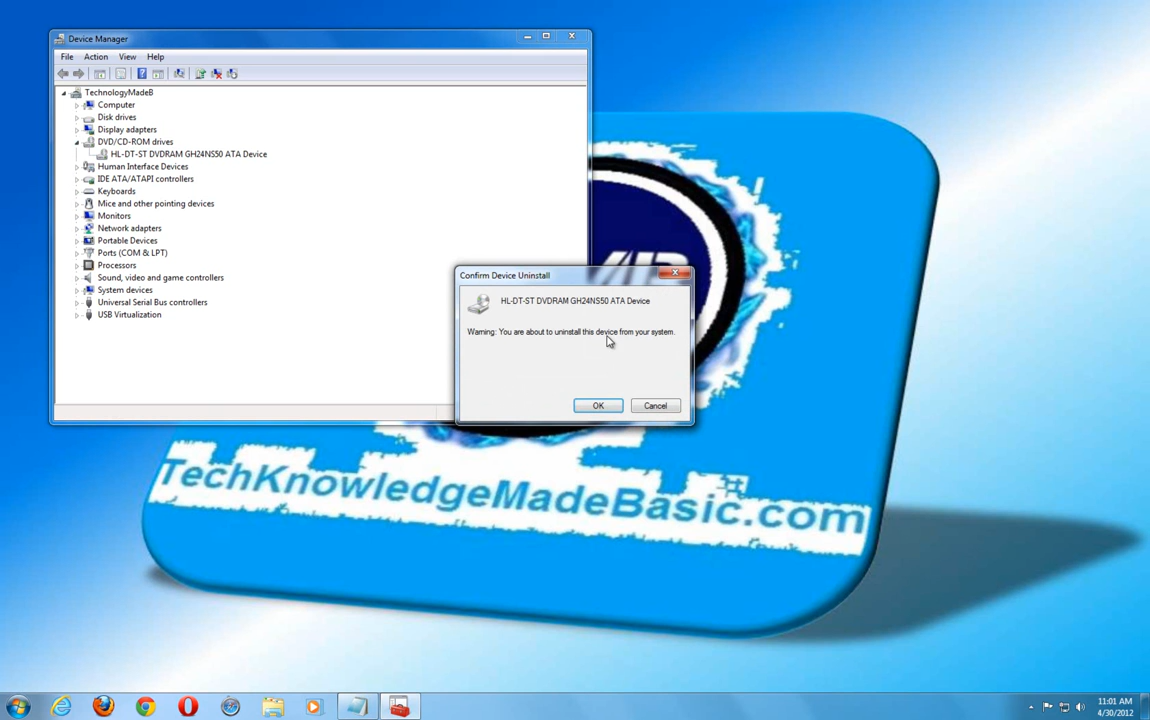 Device Manager
File Action View Help
TechnologyMadeB
Computer
Disk drives
Display adapters
DVD/CD-ROM drives
HL-DT-ST DVDRAM GH24NS50 ATA Device
Human Interface Devices
IDE ATA/ATAPI controllers
Keyboards
Mice and other pointing devices
Monitors
Network adapters
Portable Devices
Ports (COM & LPT)
Processors
Sound, video and game controllers
System devices
Universal Serial Bus controllers
USB Virtualization
Confirm Device Uninstall
HL-DT-ST DVDRAM GH24NS50 ATA Device
Warning: You are about to uninstall this device from your system.
OK Cancel
TechKnowledgeMadeBasic.com
11:01 AM
4/30/2012